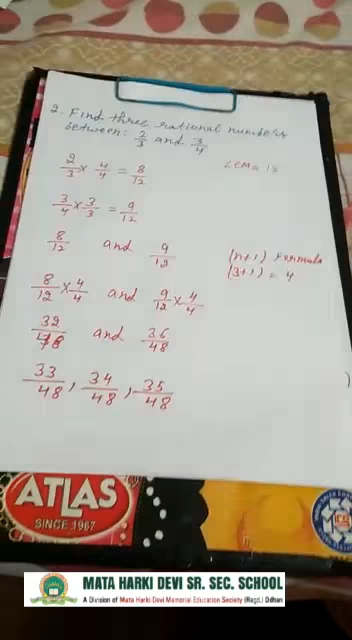 2. Find three rational numbers
between: 2/3 and 3/4
2/3 × 4/4 = 8/12
LCM = 12
3/4 × 3/3 = 9/12
8/12 and 9/12
(n+1) Formula
(3+1) = 4
8/12 × 4/4 and 9/12 × 4/4
32/48 and 36/48
33/48, 34/48, 35/48
ATLAS
SINCE 1967
MATA HARKI DEVI SR. SEC. SCHOOL
A Division of Mata Harki Devi Memorial Education Society (Regd.) Odhan